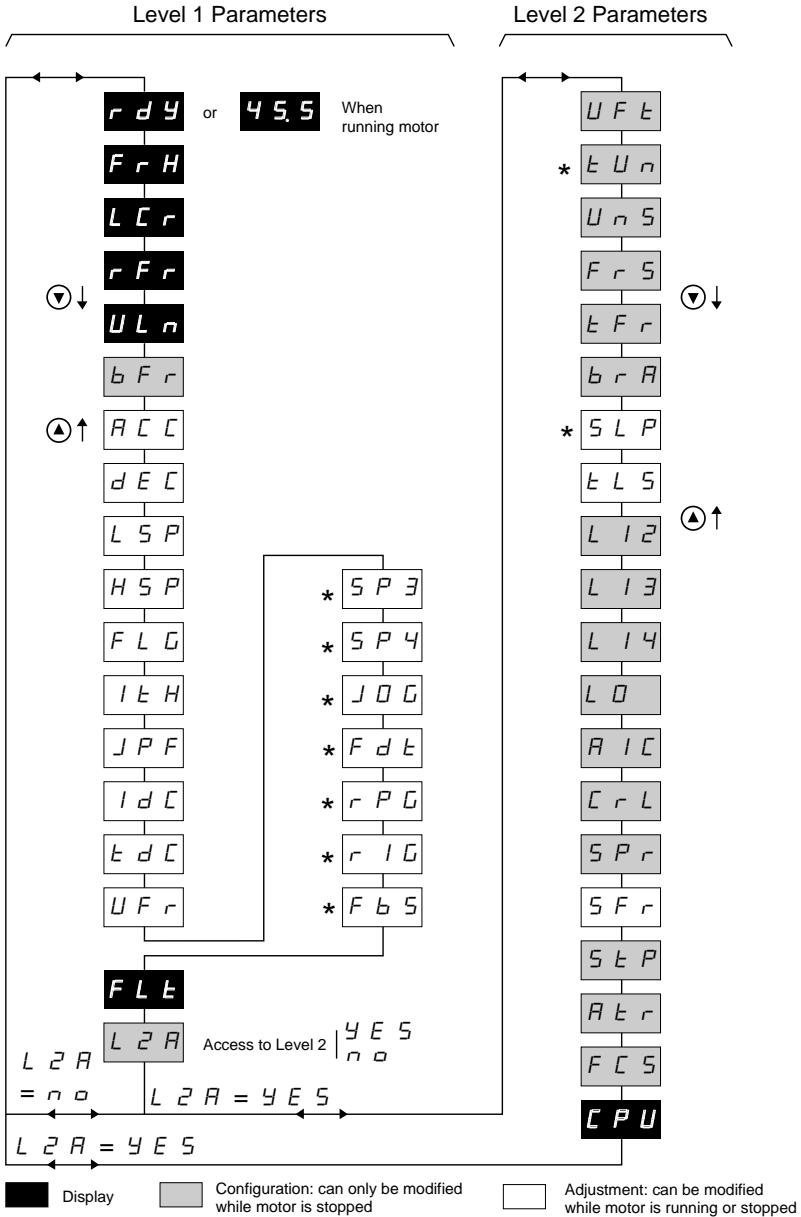 Level 1 Parameters
Level 2 Parameters
rdY or 45.5 When
running motor
FrH
LCr
rFr
ULn
bFr
ACC
dEC
LSP
HSP
FLG
ItH
JPF
IdC
tdC
UFr
* SP3
* SP4
* JOG
* Fdt
* rPG
* rIG
* FbS
FLt
L2A Access to Level 2 YES
no
L2A
= no
L2A = YES
L2A = YES
UFt
* tUn
UnS
FrS
tFr
brA
* SLP
tLS
LI2
LI3
LI4
LO
AIC
CrL
SPr
SFr
StP
Atr
FCS
CPU
Display
Configuration: can only be modified
while motor is stopped
Adjustment: can be modified
while motor is running or stopped